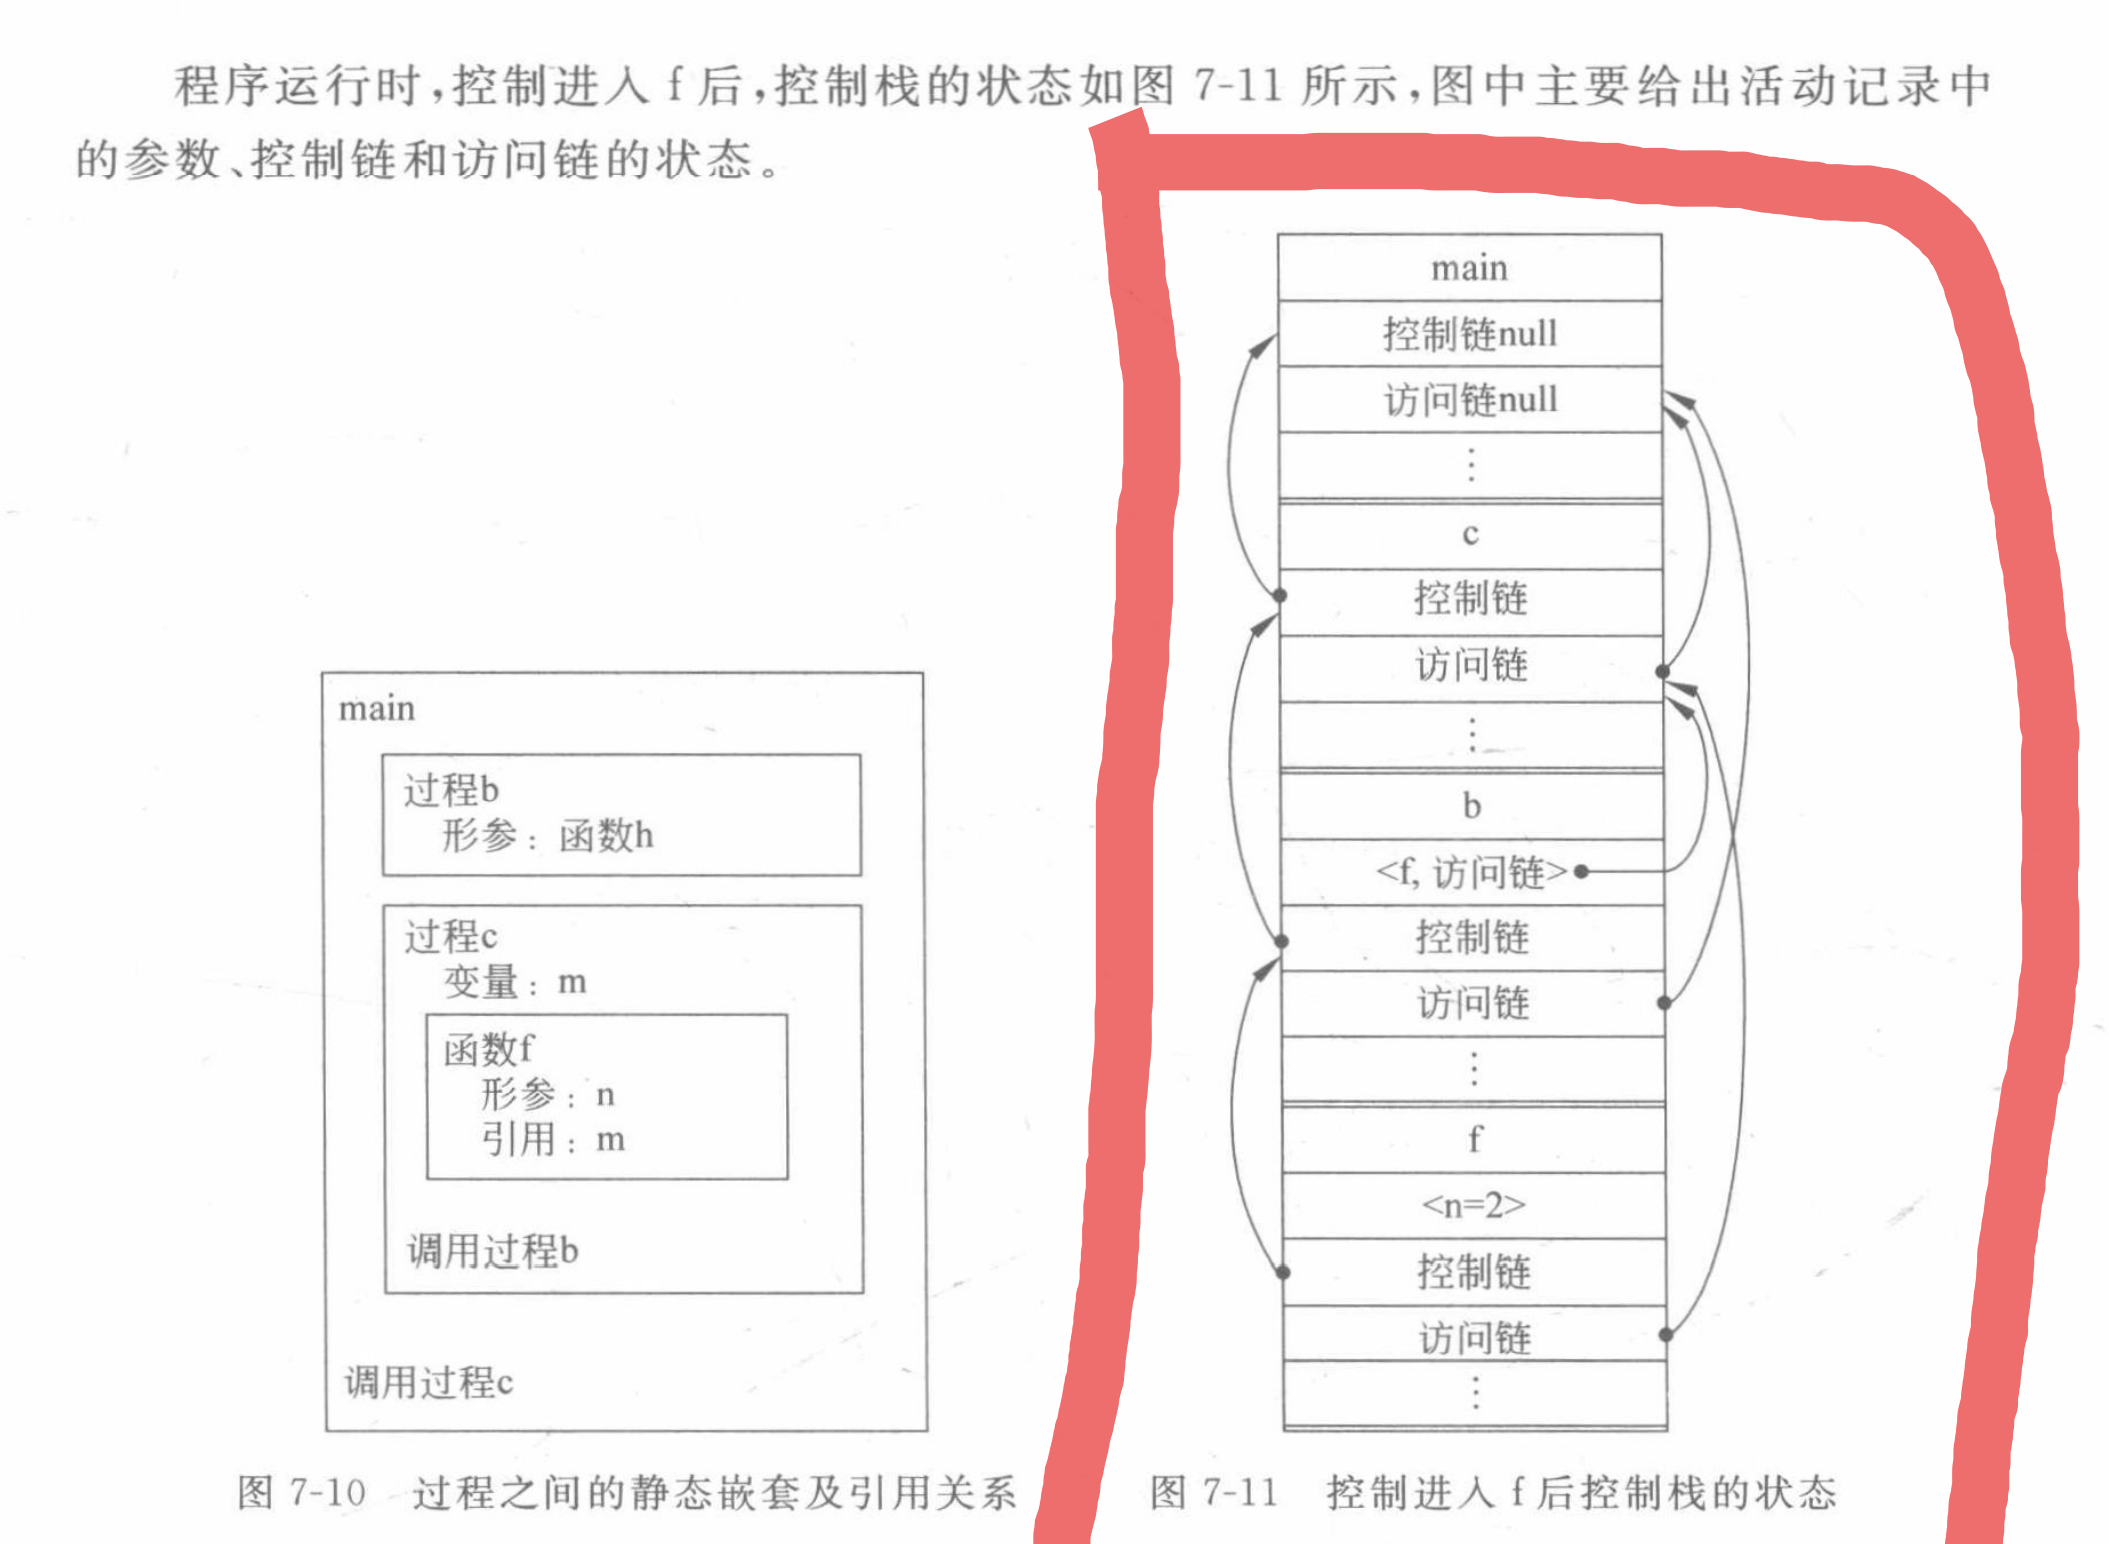 程序运行时,控制进入 f 后,控制栈的状态如图 7-11 所示,图中主要给出活动记录中
的参数、控制链和访问链的状态。
main
过程b
形参: 函数h
过程c
变量: m
函数f
形参: n
引用: m
调用过程b
调用过程c
图 7-10 过程之间的静态嵌套及引用关系
main
控制链null
访问链null
⋮
c
控制链
访问链
⋮
b
<f, 访问链>
控制链
访问链
⋮
f
<n=2>
控制链
访问链
⋮
图 7-11 控制进入 f 后控制栈的状态